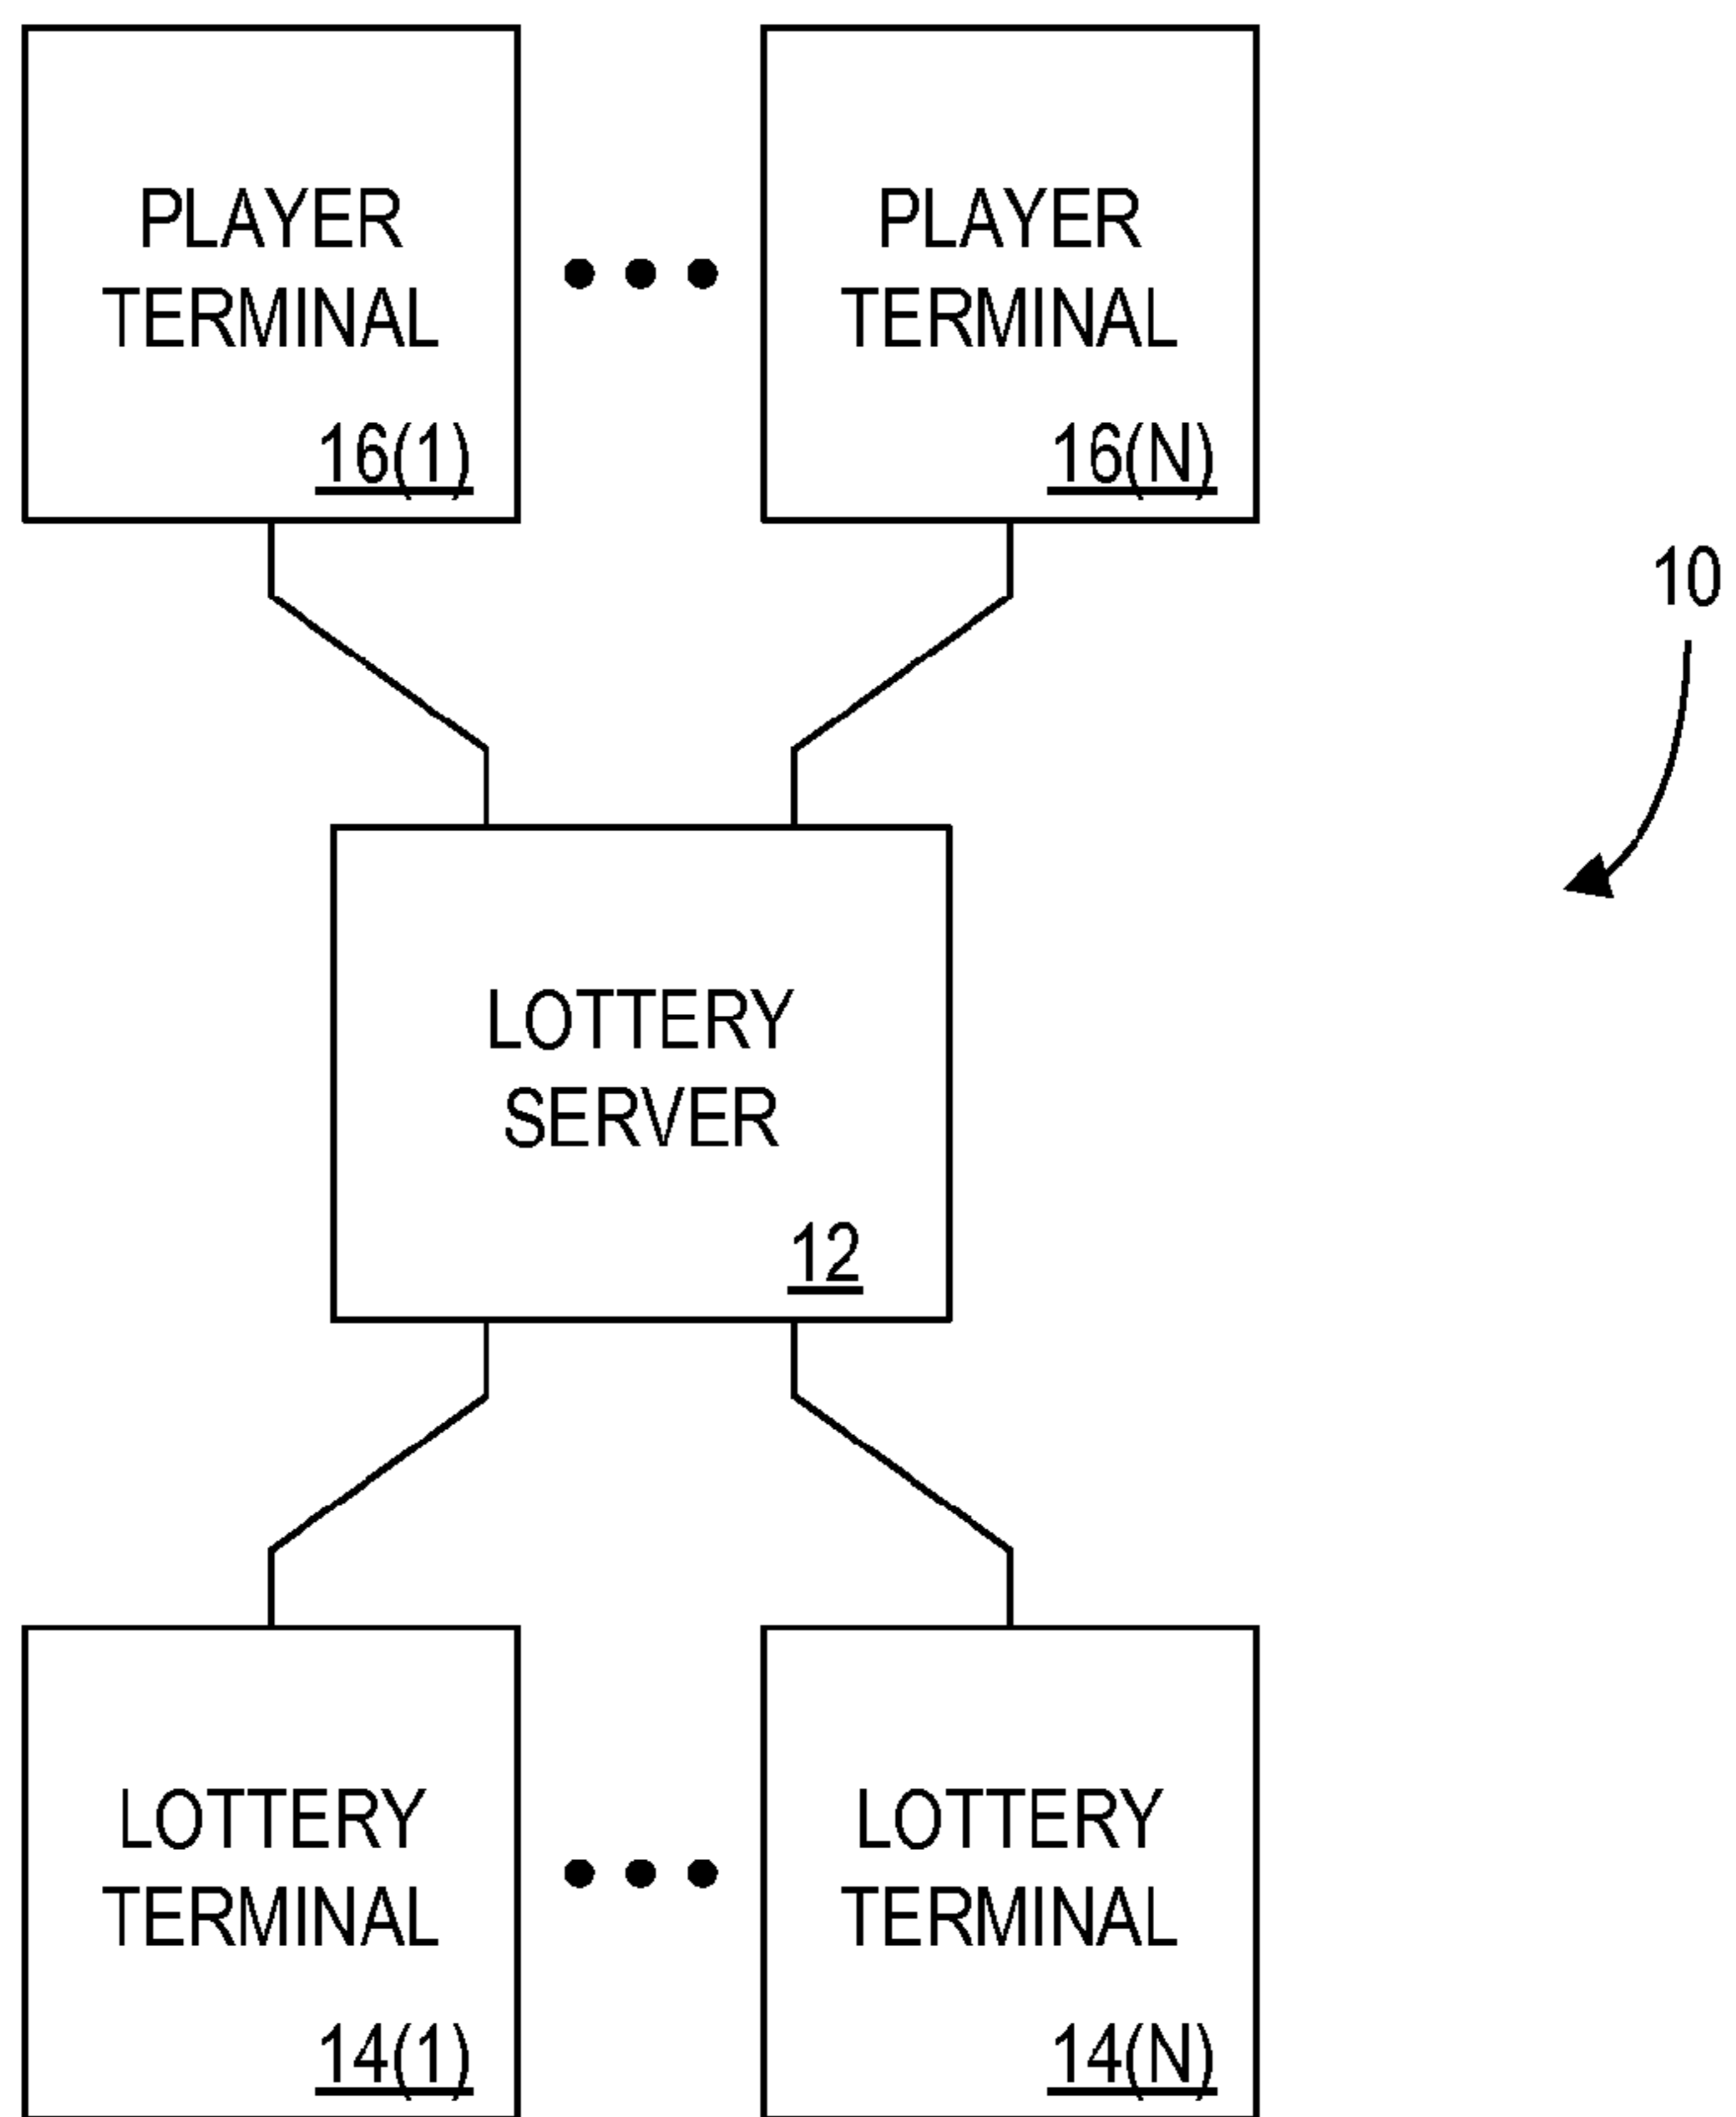 PLAYER
TERMINAL
16(1)
PLAYER
TERMINAL
16(N)
10
LOTTERY
SERVER
12
LOTTERY
TERMINAL
14(1)
LOTTERY
TERMINAL
14(N)